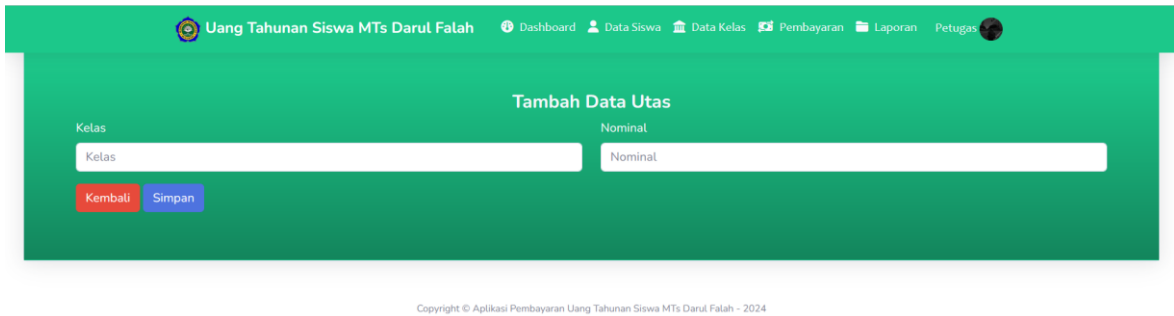 Uang Tahunan Siswa MTs Darul Falah Dashboard Data Siswa Data Kelas Pembayaran Laporan Petugas
Tambah Data Utas
Kelas Nominal
Kelas Nominal
Kembali Simpan
Copyright © Aplikasi Pembayaran Uang Tahunan Siswa MTs Darul Falah - 2024